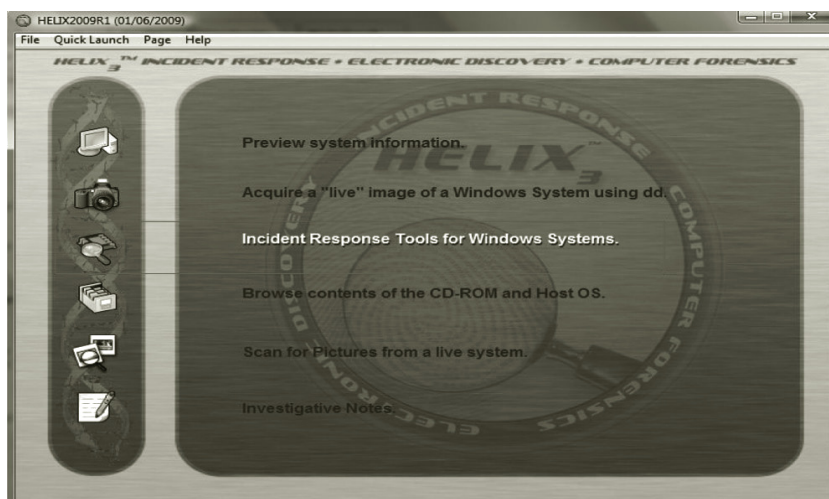 HELIX2009R1 (01/06/2009)
File Quick Launch Page Help
HELIX3™ INCIDENT RESPONSE • ELECTRONIC DISCOVERY • COMPUTER FORENSICS
INCIDENT RESPONSE
HELIX3™
ELECTRONIC DISCOVERY
COMPUTER FORENSICS
Preview system information.
Acquire a "live" image of a Windows System using dd.
Incident Response Tools for Windows Systems.
Browse contents of the CD-ROM and Host OS.
Scan for Pictures from a live system.
Investigative Notes.